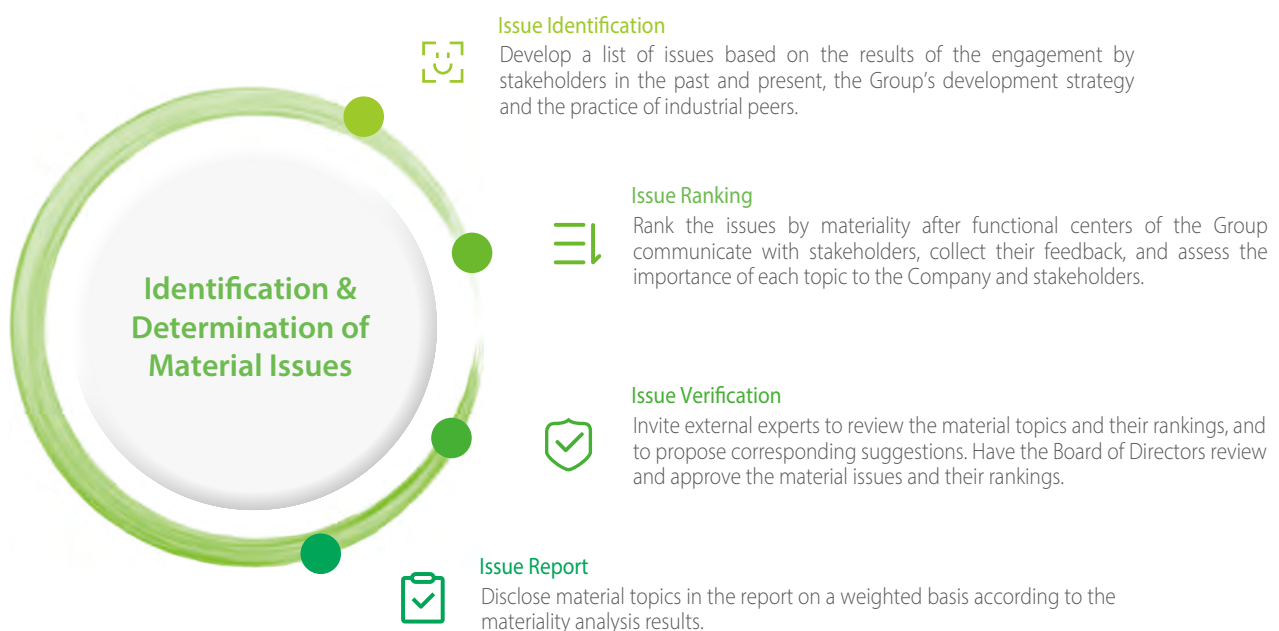 Issue Identification
Develop a list of issues based on the results of the engagement by
stakeholders in the past and present, the Group's development strategy
and the practice of industrial peers.
Issue Ranking
Rank the issues by materiality after functional centers of the Group
communicate with stakeholders, collect their feedback, and assess the
importance of each topic to the Company and stakeholders.
Identification &
Determination of
Material Issues
Issue Verification
Invite external experts to review the material topics and their rankings, and
to propose corresponding suggestions. Have the Board of Directors review
and approve the material issues and their rankings.
Issue Report
Disclose material topics in the report on a weighted basis according to the
materiality analysis results.